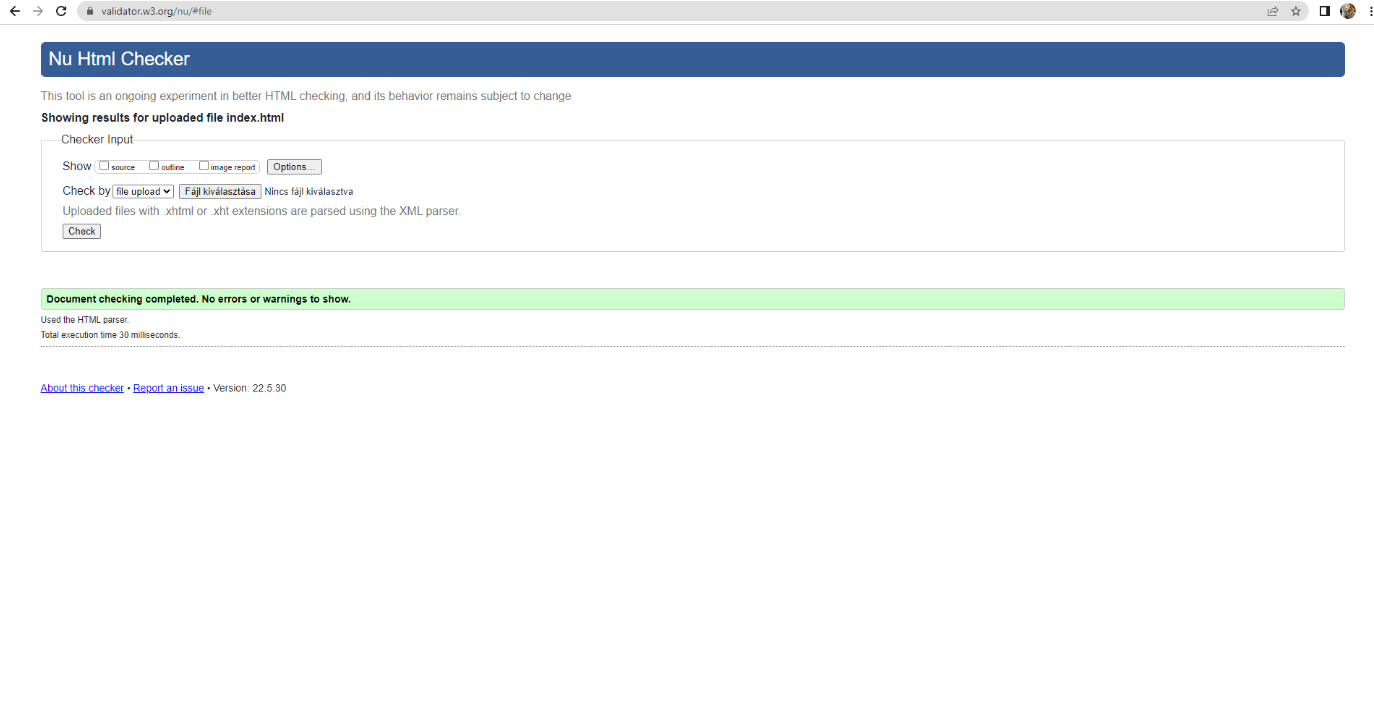 validator.w3.org/nu/#file
Nu Html Checker
This tool is an ongoing experiment in better HTML checking, and its behavior remains subject to change
Showing results for uploaded file index.html
Checker Input
Show source outline image report Options...
Check by file upload Fájl kiválasztása Nincs fájl kiválasztva
Uploaded files with .xhtml or .xht extensions are parsed using the XML parser.
Check
Document checking completed. No errors or warnings to show.
Used the HTML parser.
Total execution time 30 milliseconds.
About this checker • Report an issue • Version: 22.5.30